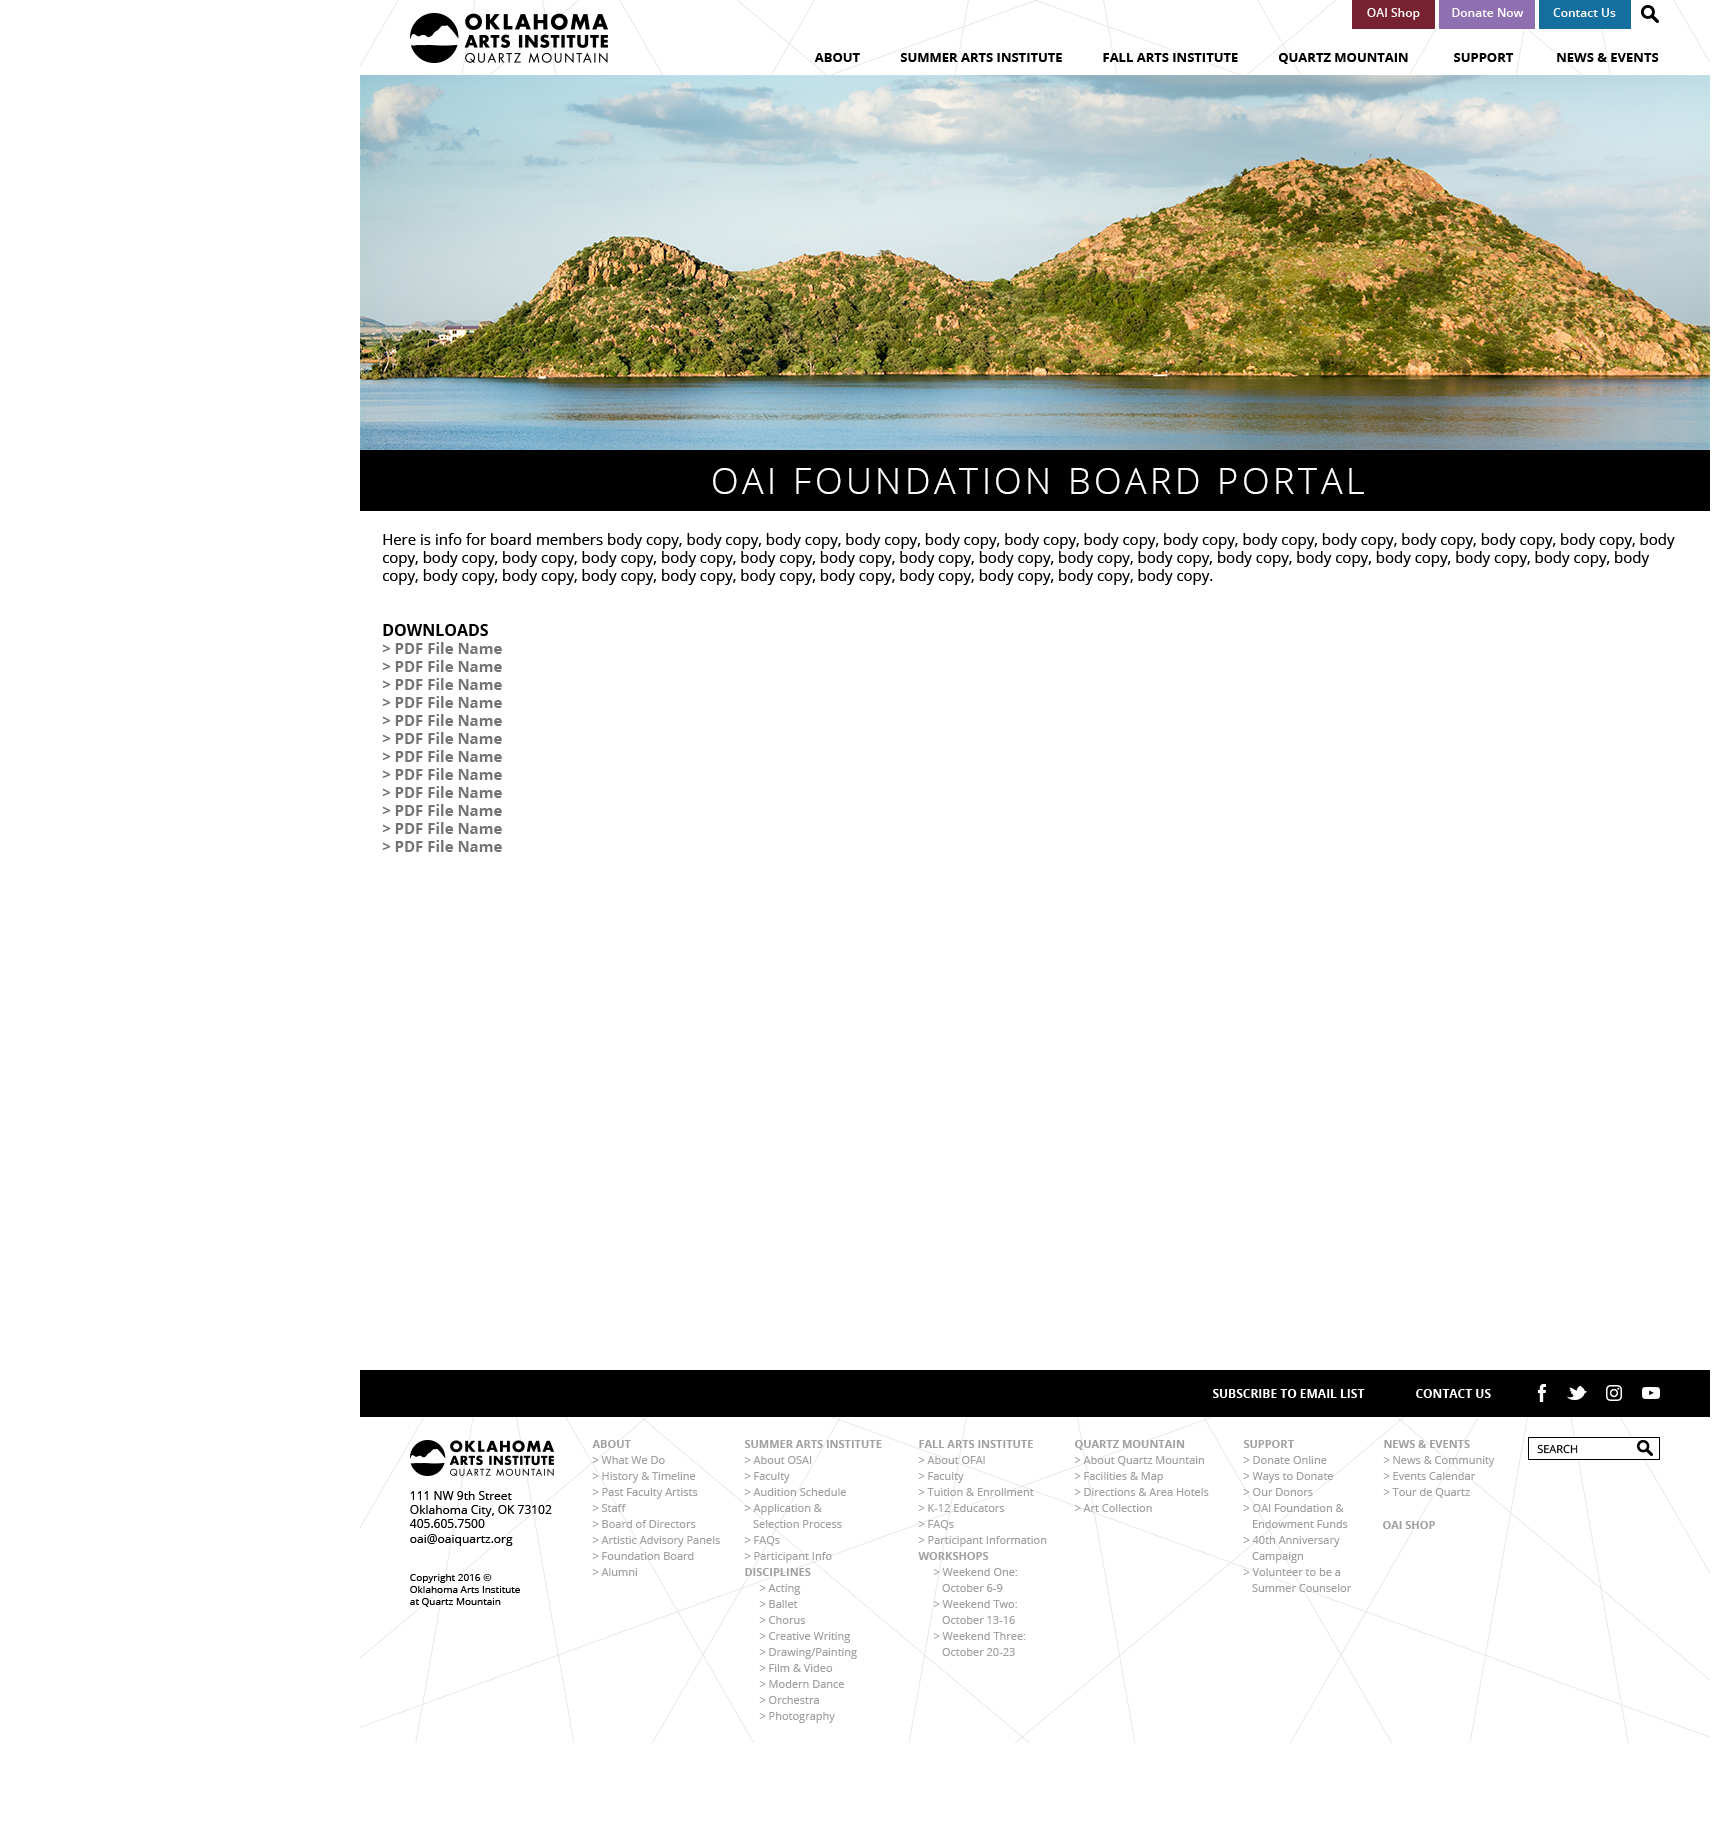 OKLAHOMA
ARTS INSTITUTE
QUARTZ MOUNTAIN
OAI Shop
Donate Now
Contact Us
ABOUT
SUMMER ARTS INSTITUTE
FALL ARTS INSTITUTE
QUARTZ MOUNTAIN
SUPPORT
NEWS & EVENTS
OAI FOUNDATION BOARD PORTAL
Here is info for board members body copy, body copy, body copy, body copy, body copy, body copy, body copy, body copy, body copy, body copy, body copy, body copy, body copy, body
copy, body copy, body copy, body copy, body copy, body copy, body copy, body copy, body copy, body copy, body copy, body copy, body copy, body copy, body copy, body copy, body
copy, body copy, body copy, body copy, body copy, body copy, body copy, body copy, body copy, body copy, body copy.
DOWNLOADS
> PDF File Name
> PDF File Name
> PDF File Name
> PDF File Name
> PDF File Name
> PDF File Name
> PDF File Name
> PDF File Name
> PDF File Name
> PDF File Name
> PDF File Name
> PDF File Name
SUBSCRIBE TO EMAIL LIST
CONTACT US
OKLAHOMA
ARTS INSTITUTE
QUARTZ MOUNTAIN
111 NW 9th Street
Oklahoma City, OK 73102
405.605.7500
oai@oaiquartz.org
Copyright 2016 ©
Oklahoma Arts Institute
at Quartz Mountain
ABOUT
> What We Do
> History & Timeline
> Past Faculty Artists
> Staff
> Board of Directors
> Artistic Advisory Panels
> Foundation Board
> Alumni
SUMMER ARTS INSTITUTE
> About OSAI
> Faculty
> Audition Schedule
> Application &
Selection Process
> FAQs
> Participant Info
DISCIPLINES
> Acting
> Ballet
> Chorus
> Creative Writing
> Drawing/Painting
> Film & Video
> Modern Dance
> Orchestra
> Photography
FALL ARTS INSTITUTE
> About OFAI
> Faculty
> Tuition & Enrollment
> K-12 Educators
> FAQs
> Participant Information
WORKSHOPS
> Weekend One:
October 6-9
> Weekend Two:
October 13-16
> Weekend Three:
October 20-23
QUARTZ MOUNTAIN
> About Quartz Mountain
> Facilities & Map
> Directions & Area Hotels
> Art Collection
SUPPORT
> Donate Online
> Ways to Donate
> Our Donors
> OAI Foundation &
Endowment Funds
> 40th Anniversary
Campaign
> Volunteer to be a
Summer Counselor
NEWS & EVENTS
> News & Community
> Events Calendar
> Tour de Quartz
OAI SHOP
SEARCH